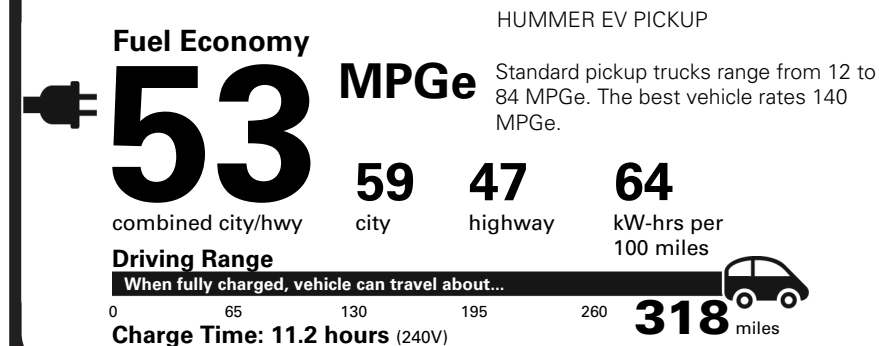 HUMMER EV PICKUP
Fuel Economy
53 MPGe
Standard pickup trucks range from 12 to
84 MPGe. The best vehicle rates 140
MPGe.
59 47 64
combined city/hwy city highway kW-hrs per
100 miles
Driving Range
When fully charged, vehicle can travel about...
0 65 130 195 260 318 miles
Charge Time: 11.2 hours (240V)